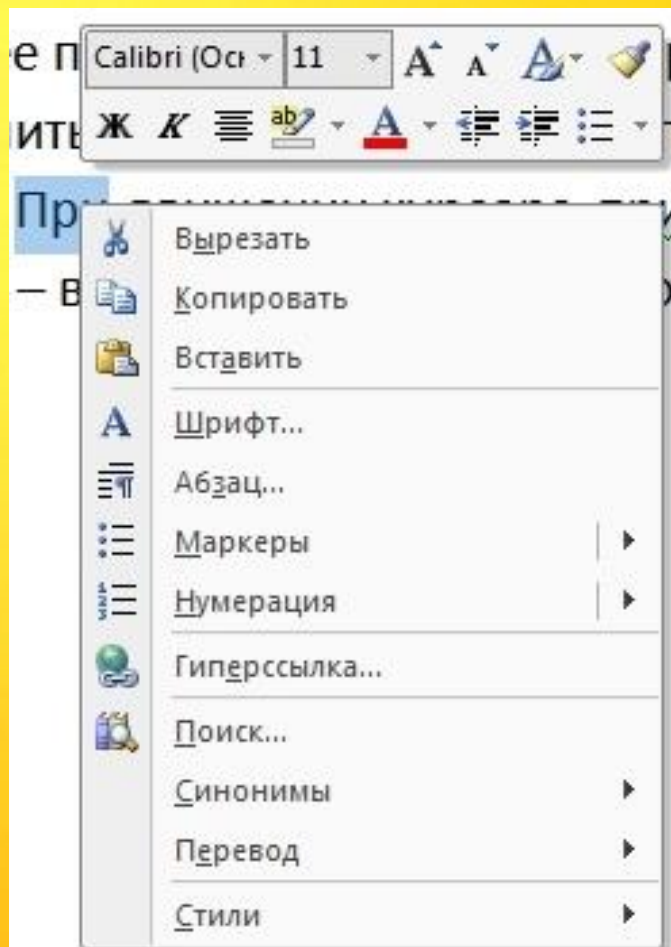 Calibri (Осн 11
Ж К
При
Вырезать
Копировать
Вставить
Шрифт...
Абзац...
Маркеры
Нумерация
Гиперссылка...
Поиск...
Синонимы
Перевод
Стили